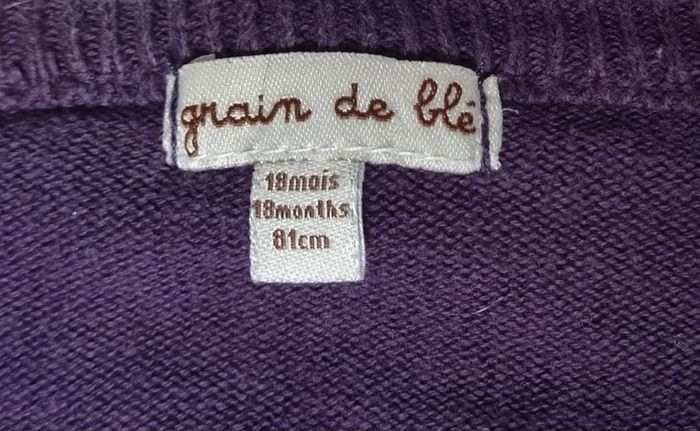 grain de blé
18mois
18months
81cm